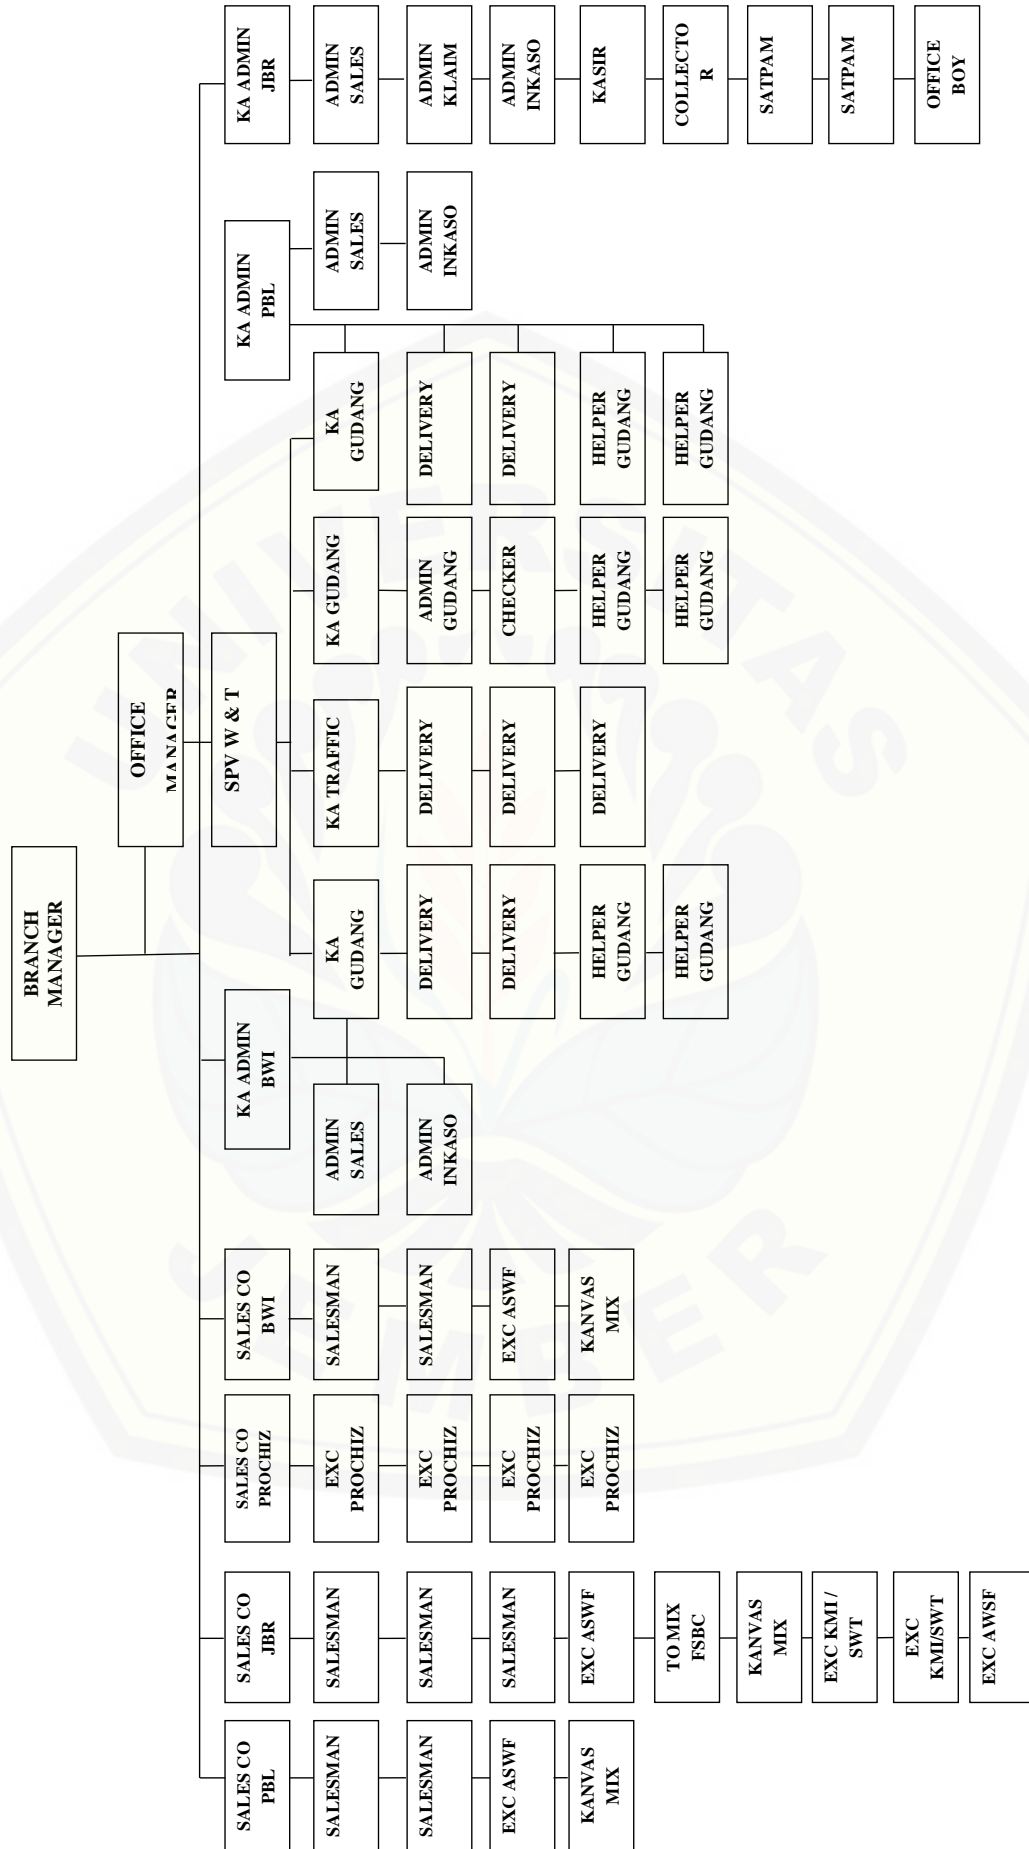 BRANCH
MANAGER
OFFICE
MANAGER
SALES CO
PBL
SALES CO
JBR
SALES CO
PROCHIZ
SALES CO
BWI
KA ADMIN
BWI
SPV W & T
KA ADMIN
PBL
KA ADMIN
JBR
SALESMAN
SALESMAN
EXC
PROCHIZ
SALESMAN
ADMIN
SALES
KA
GUDANG
KA TRAFFIC
KA GUDANG
KA
GUDANG
ADMIN
SALES
ADMIN
SALES
SALESMAN
SALESMAN
EXC
PROCHIZ
SALESMAN
ADMIN
INKASO
DELIVERY
DELIVERY
ADMIN
GUDANG
DELIVERY
ADMIN
INKASO
ADMIN
KLAIM
EXC ASWF
SALESMAN
EXC
PROCHIZ
EXC ASWF
DELIVERY
DELIVERY
CHECKER
DELIVERY
ADMIN
INKASO
KANVAS
MIX
EXC ASWF
EXC
PROCHIZ
KANVAS
MIX
HELPER
GUDANG
DELIVERY
HELPER
GUDANG
HELPER
GUDANG
KASIR
TO MIX
FSBC
HELPER
GUDANG
HELPER
GUDANG
HELPER
GUDANG
COLLECTO
R
KANVAS
MIX
SATPAM
EXC KMI /
SWT
SATPAM
EXC
KMI/SWT
OFFICE
BOY
EXC AWSF
UNIVERSITAS
JEMBER